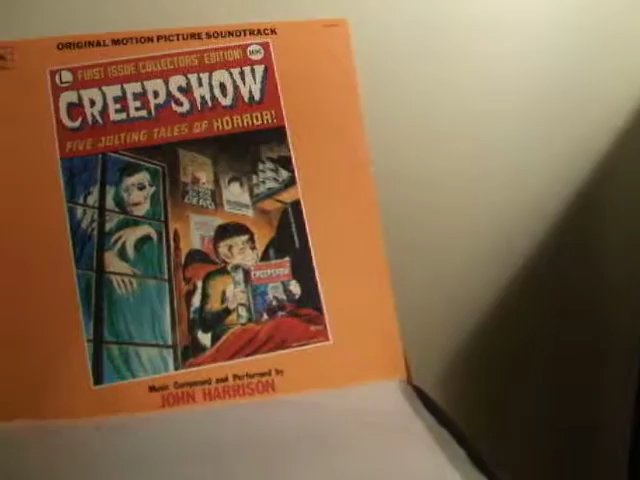 ORIGINAL MOTION PICTURE SOUNDTRACK
FIRST ISSUE COLLECTORS' EDITION!
CREEPSHOW
FIVE JOLTING TALES OF HORROR!
DEAD
CREEPSHOW
Music Composed and Performed by
JOHN HARRISON